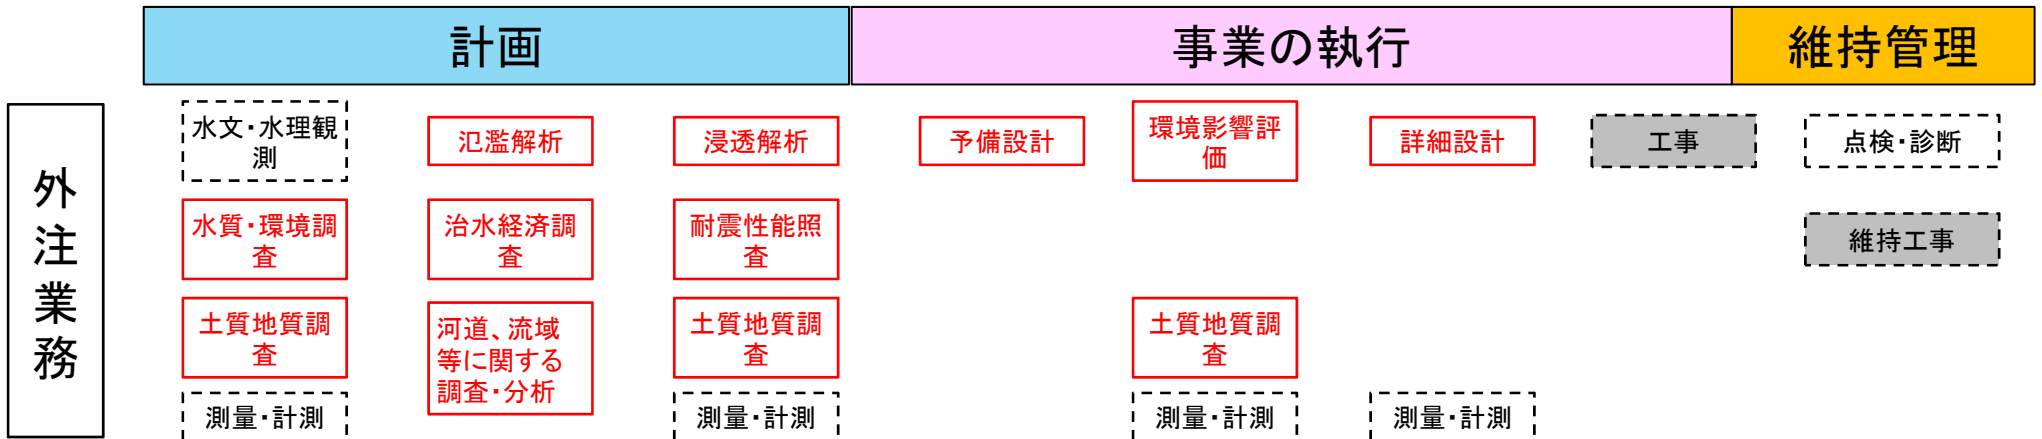 計画
事業の執行
維持管理
外
注
業
務
水文・水理観
測
氾濫解析
浸透解析
予備設計
環境影響評
価
詳細設計
工事
点検・診断
水質・環境調
査
治水経済調
査
耐震性能照
査
維持工事
土質地質調
査
河道、流域
等に関する
調査・分析
土質地質調
査
土質地質調
査
測量・計測
測量・計測
測量・計測
測量・計測